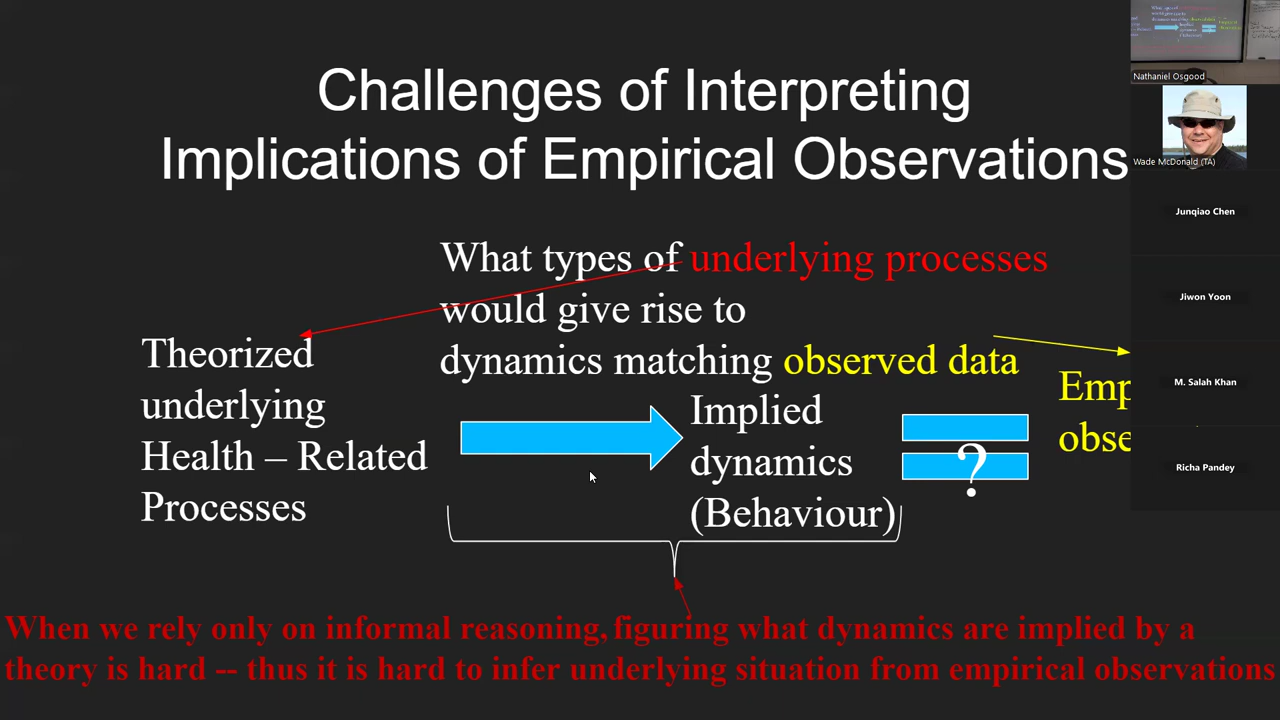 Challenges of Interpreting
Implications of Empirical Observations
What types of underlying processes
would give rise to
dynamics matching observed data
Theorized
underlying
Health – Related
Processes
Implied
dynamics
(Behaviour)
?
Emp
obse
When we rely only on informal reasoning, figuring what dynamics are implied by a
theory is hard -- thus it is hard to infer underlying situation from empirical observations
Nathaniel Osgood
Wade McDonald (TA)
Junqiao Chen
Jiwon Yoon
M. Salah Khan
Richa Pandey